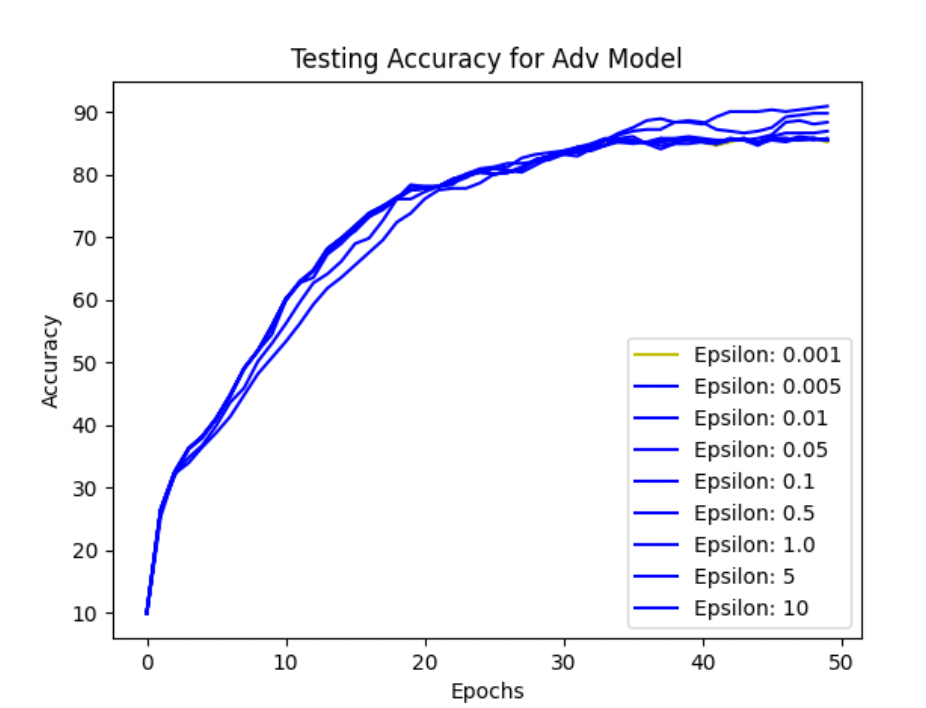 Testing Accuracy for Adv Model
90
80
70
60
50
40
30
20
10
Accuracy
Epsilon: 0.001
Epsilon: 0.005
Epsilon: 0.01
Epsilon: 0.05
Epsilon: 0.1
Epsilon: 0.5
Epsilon: 1.0
Epsilon: 5
Epsilon: 10
0 10 20 30 40 50
Epochs